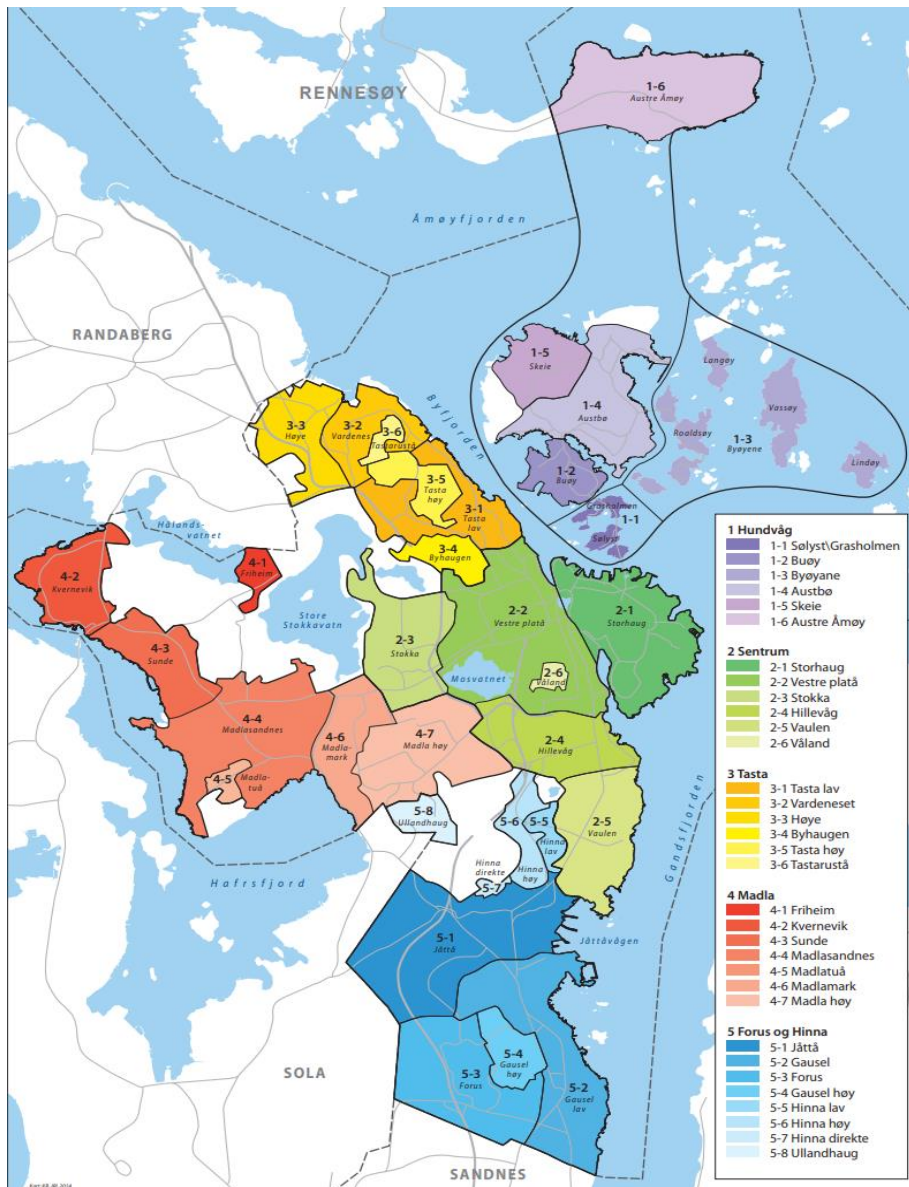 1-6
Austre Åmøy
RENNESØY
Åmøyfjorden
RANDABERG
1-5
Skeie
Langøy
1-4
Austbø
Vassøy
Byfjorden
3-3
Høye
3-2
Vardenes
3-6
Tastarustå
Roaldsøy
1-3
Byøyene
Lindøy
1-2
Buøy
3-5
Tasta
høy
3-1
Tasta
lav
Grasholmen
1-1
Sølyst
Hålands-
vatnet
3-4
Byhaugen
4-1
Friheim
4-2
Kvernevik
Store
Stokkavatn
2-3
Stokka
2-2
Vestre platå
2-1
Storhaug
4-3
Sunde
Mosvatnet
2-6
Våland
4-4
Madlasandnes
4-6
Madla-
mark
4-7
Madla høy
2-4
Hillevåg
4-5
Madla-
tuå
5-8
Ullandhaug
5-6
5-5
Hinna
lav
2-5
Vaulen
Gandsfjorden
Hinna
direkte
Hinna
høy
5-7
Hafrsfjord
5-1
Jåttå
Jåttåvågen
5-4
Gausel
høy
5-3
Forus
5-2
Gausel
lav
SOLA
SANDNES
1 Hundvåg
1-1 Sølyst\Grasholmen
1-2 Buøy
1-3 Byøyane
1-4 Austbø
1-5 Skeie
1-6 Austre Åmøy
2 Sentrum
2-1 Storhaug
2-2 Vestre platå
2-3 Stokka
2-4 Hillevåg
2-5 Vaulen
2-6 Våland
3 Tasta
3-1 Tasta lav
3-2 Vardeneset
3-3 Høye
3-4 Byhaugen
3-5 Tasta høy
3-6 Tastarustå
4 Madla
4-1 Friheim
4-2 Kvernevik
4-3 Sunde
4-4 Madlasandnes
4-5 Madlatuå
4-6 Madlamark
4-7 Madla høy
5 Forus og Hinna
5-1 Jåttå
5-2 Gausel
5-3 Forus
5-4 Gausel høy
5-5 Hinna lav
5-6 Hinna høy
5-7 Hinna direkte
5-8 Ullandhaug